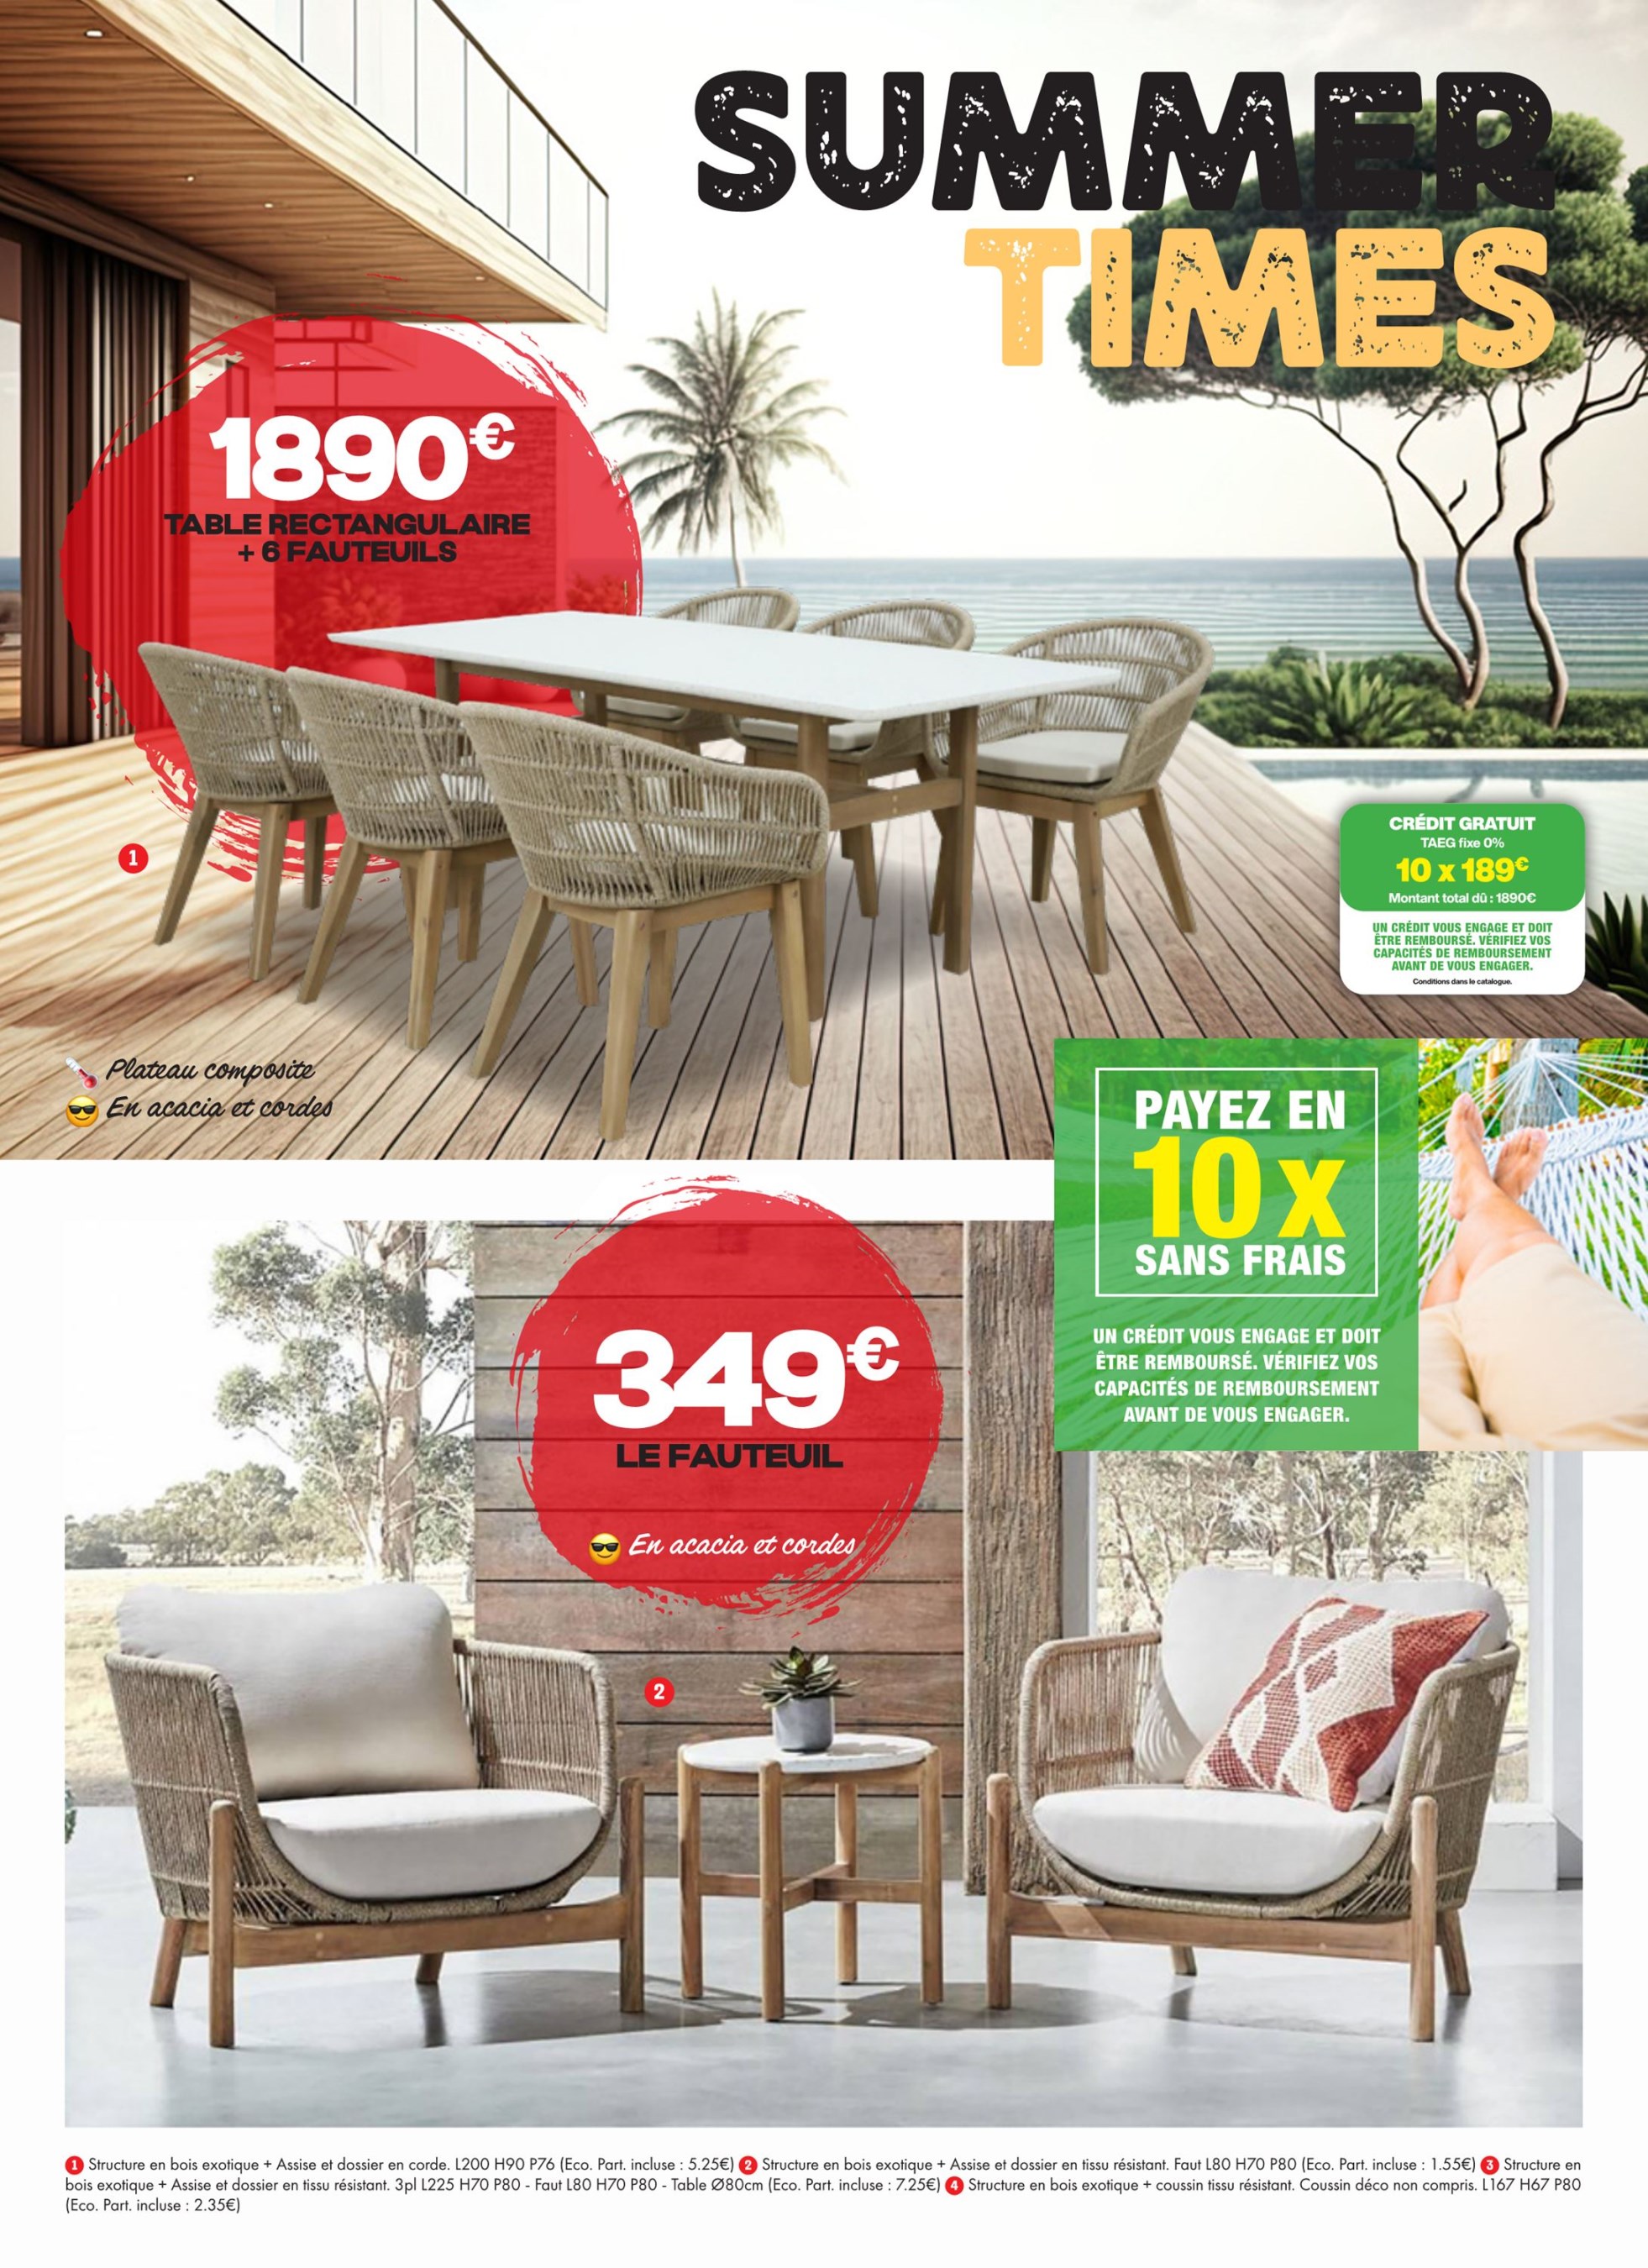 SUMMER
TIMES
1890€
TABLE RECTANGULAIRE
+ 6 FAUTEUILS
1
CRÉDIT GRATUIT
TAEG fixe 0%
10 x 189€
Montant total dû : 1890€
UN CRÉDIT VOUS ENGAGE ET DOIT
ÊTRE REMBOURSÉ. VÉRIFIEZ VOS
CAPACITÉS DE REMBOURSEMENT
AVANT DE VOUS ENGAGER.
Conditions dans le catalogue.
Plateau composite
En acacia et cordes
PAYEZ EN
10 x
SANS FRAIS
UN CRÉDIT VOUS ENGAGE ET DOIT
ÊTRE REMBOURSÉ. VÉRIFIEZ VOS
CAPACITÉS DE REMBOURSEMENT
AVANT DE VOUS ENGAGER.
349€
LE FAUTEUIL
En acacia et cordes
2
1 Structure en bois exotique + Assise et dossier en corde. L200 H90 P76 (Eco. Part. incluse : 5.25€) 2 Structure en bois exotique + Assise et dossier en tissu résistant. Faut L80 H70 P80 (Eco. Part. incluse : 1.55€) 3 Structure en
bois exotique + Assise et dossier en tissu résistant. 3pl L225 H70 P80 - Faut L80 H70 P80 - Table Ø80cm (Eco. Part. incluse : 7.25€) 4 Structure en bois exotique + coussin tissu résistant. Coussin déco non compris. L167 H67 P80
(Eco. Part. incluse : 2.35€)